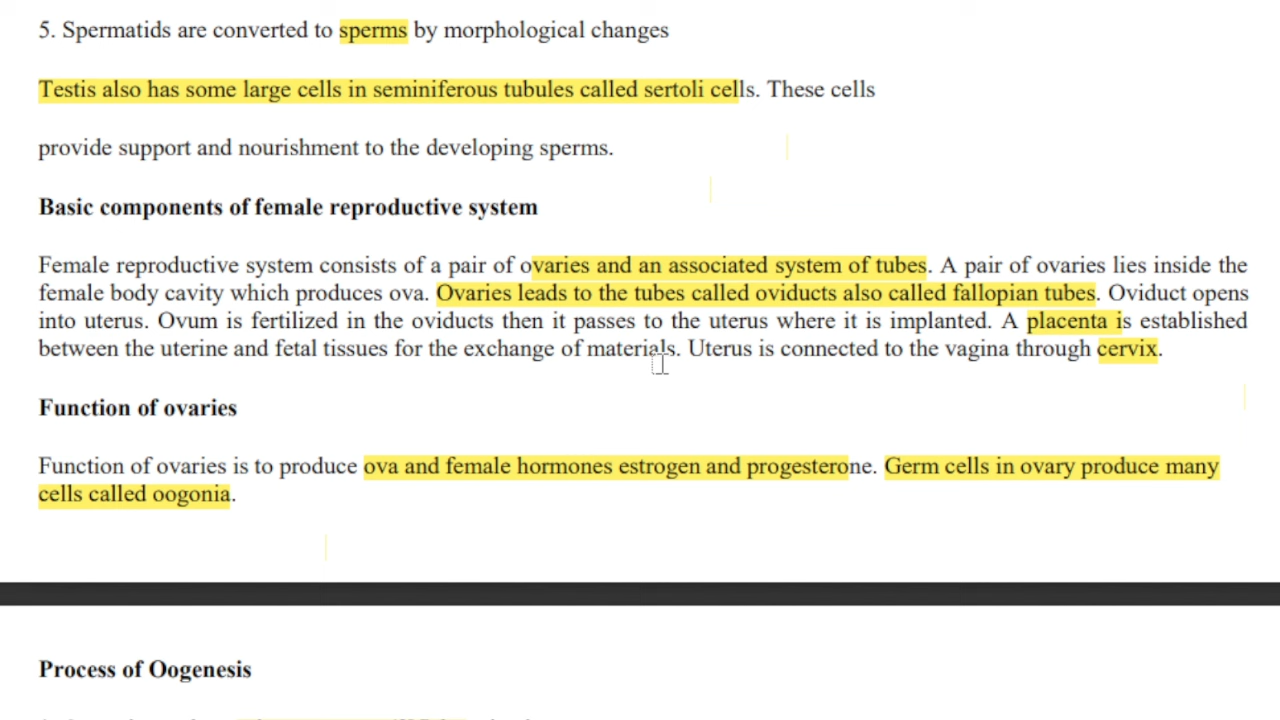 5. Spermatids are converted to sperms by morphological changes
Testis also has some large cells in seminiferous tubules called sertoli cells. These cells
provide support and nourishment to the developing sperms.
Basic components of female reproductive system
Female reproductive system consists of a pair of ovaries and an associated system of tubes. A pair of ovaries lies inside the
female body cavity which produces ova. Ovaries leads to the tubes called oviducts also called fallopian tubes. Oviduct opens
into uterus. Ovum is fertilized in the oviducts then it passes to the uterus where it is implanted. A placenta is established
between the uterine and fetal tissues for the exchange of materials. Uterus is connected to the vagina through cervix.
Function of ovaries
Function of ovaries is to produce ova and female hormones estrogen and progesterone. Germ cells in ovary produce many
cells called oogonia.
Process of Oogenesis